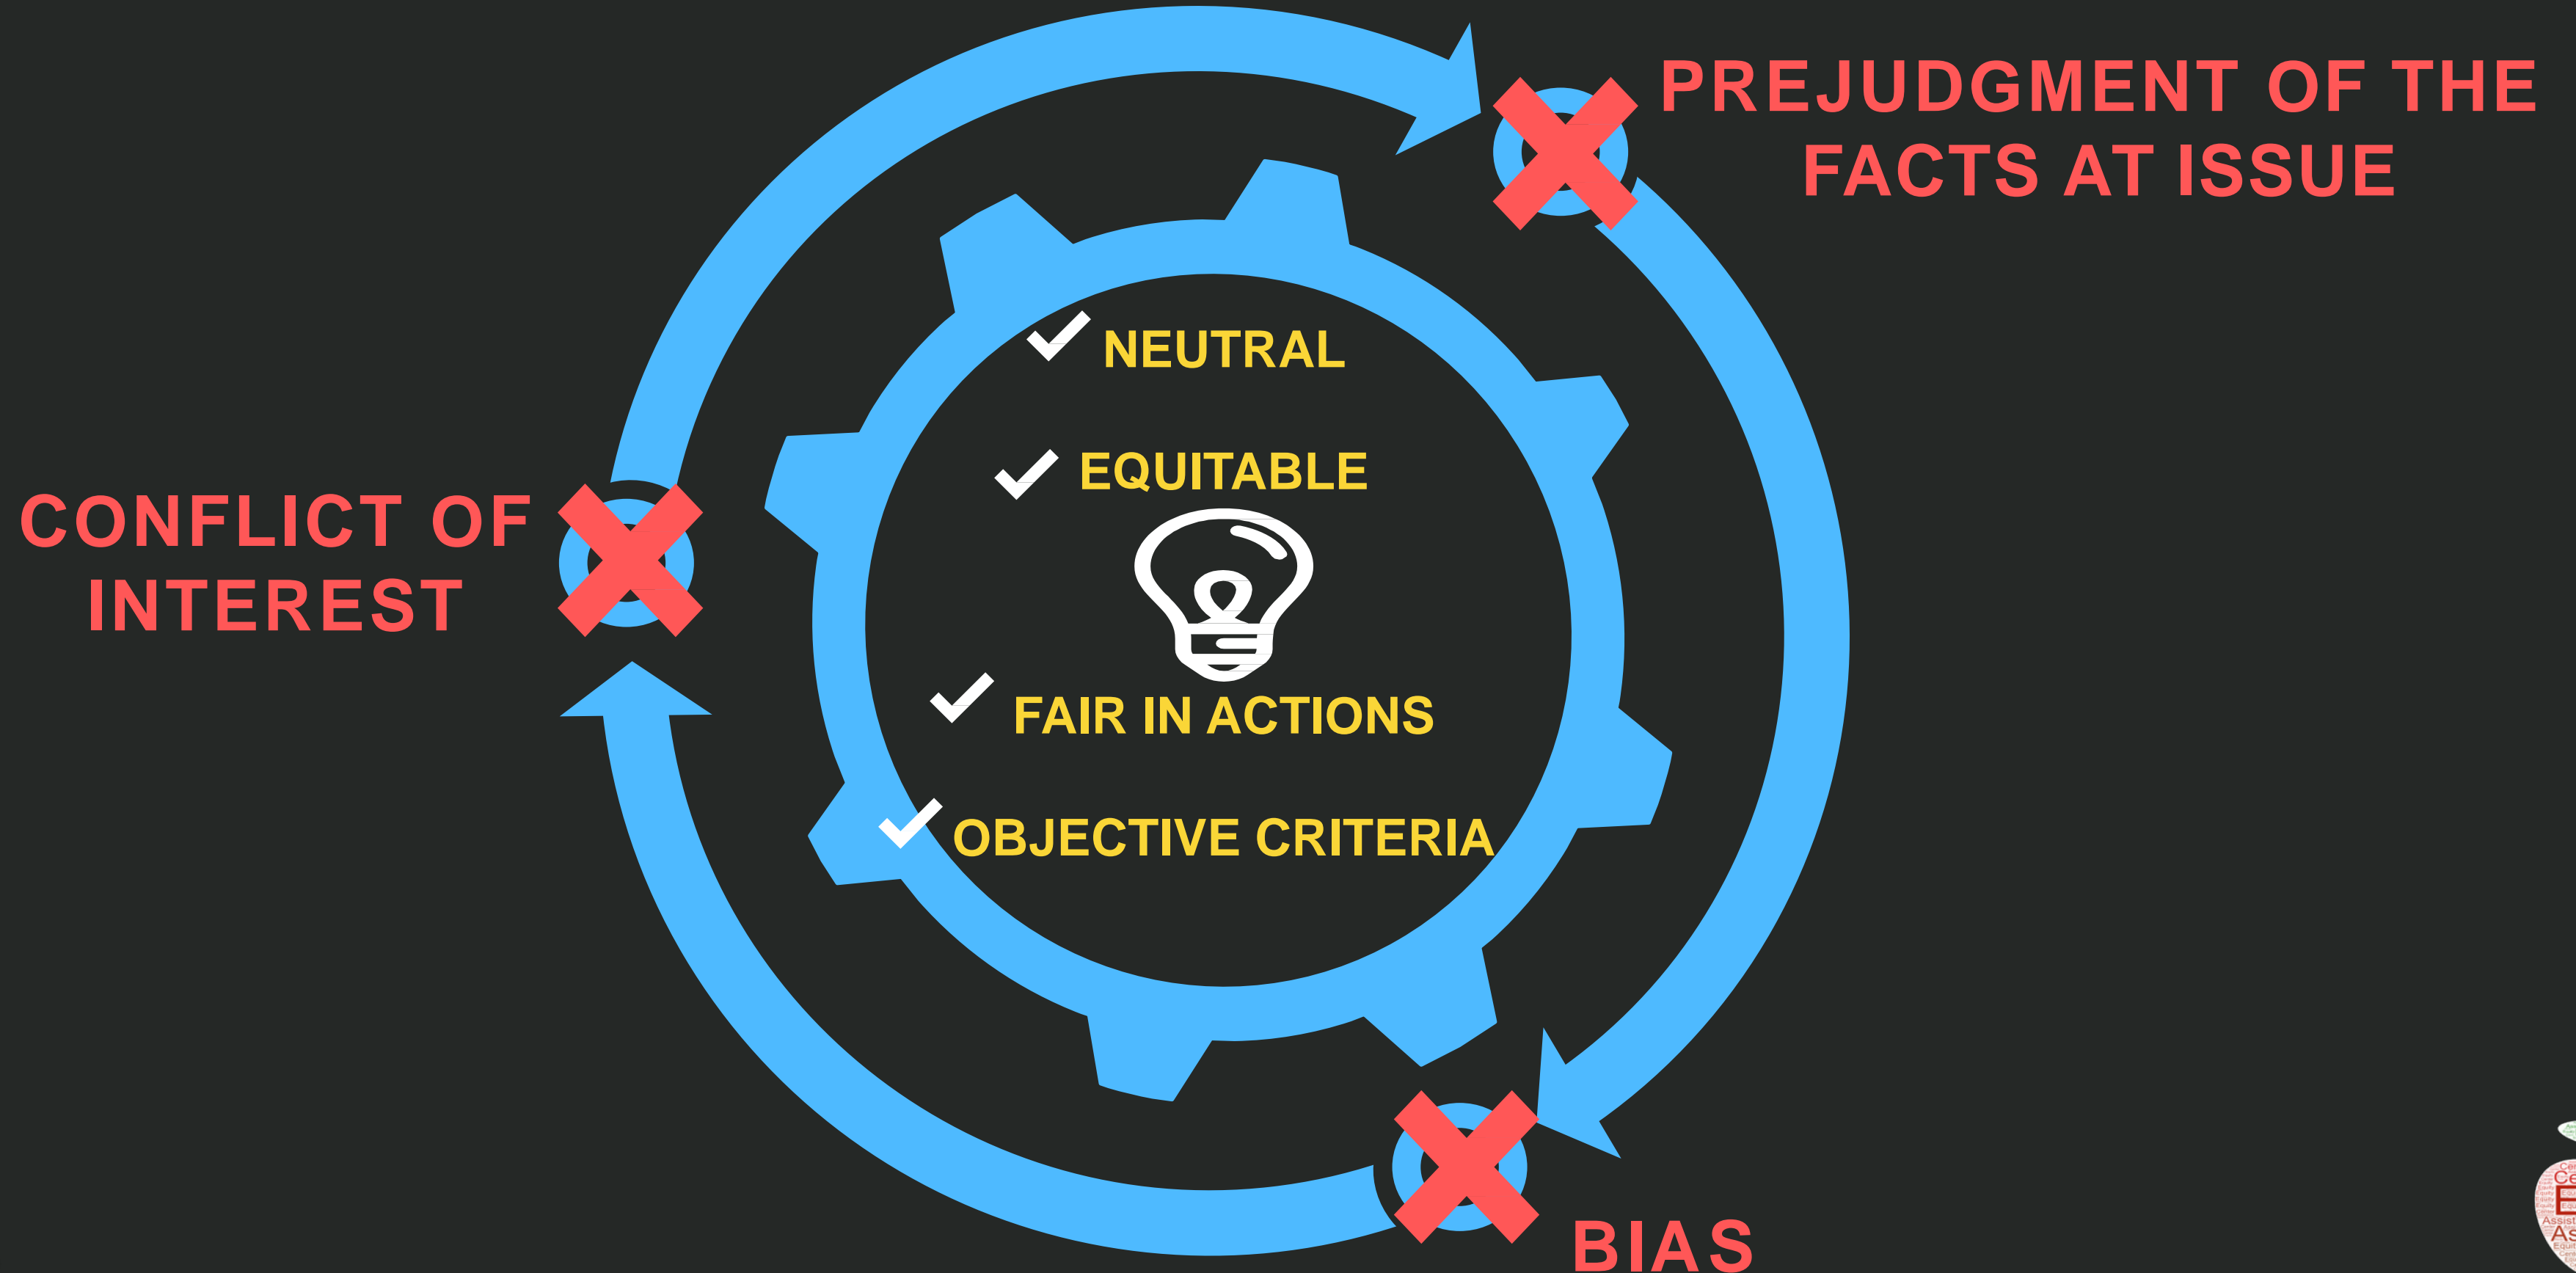 PREJUDGMENT OF THE
FACTS AT ISSUE
NEUTRAL
EQUITABLE
CONFLICT OF
INTEREST
FAIR IN ACTIONS
OBJECTIVE CRITERIA
BIAS